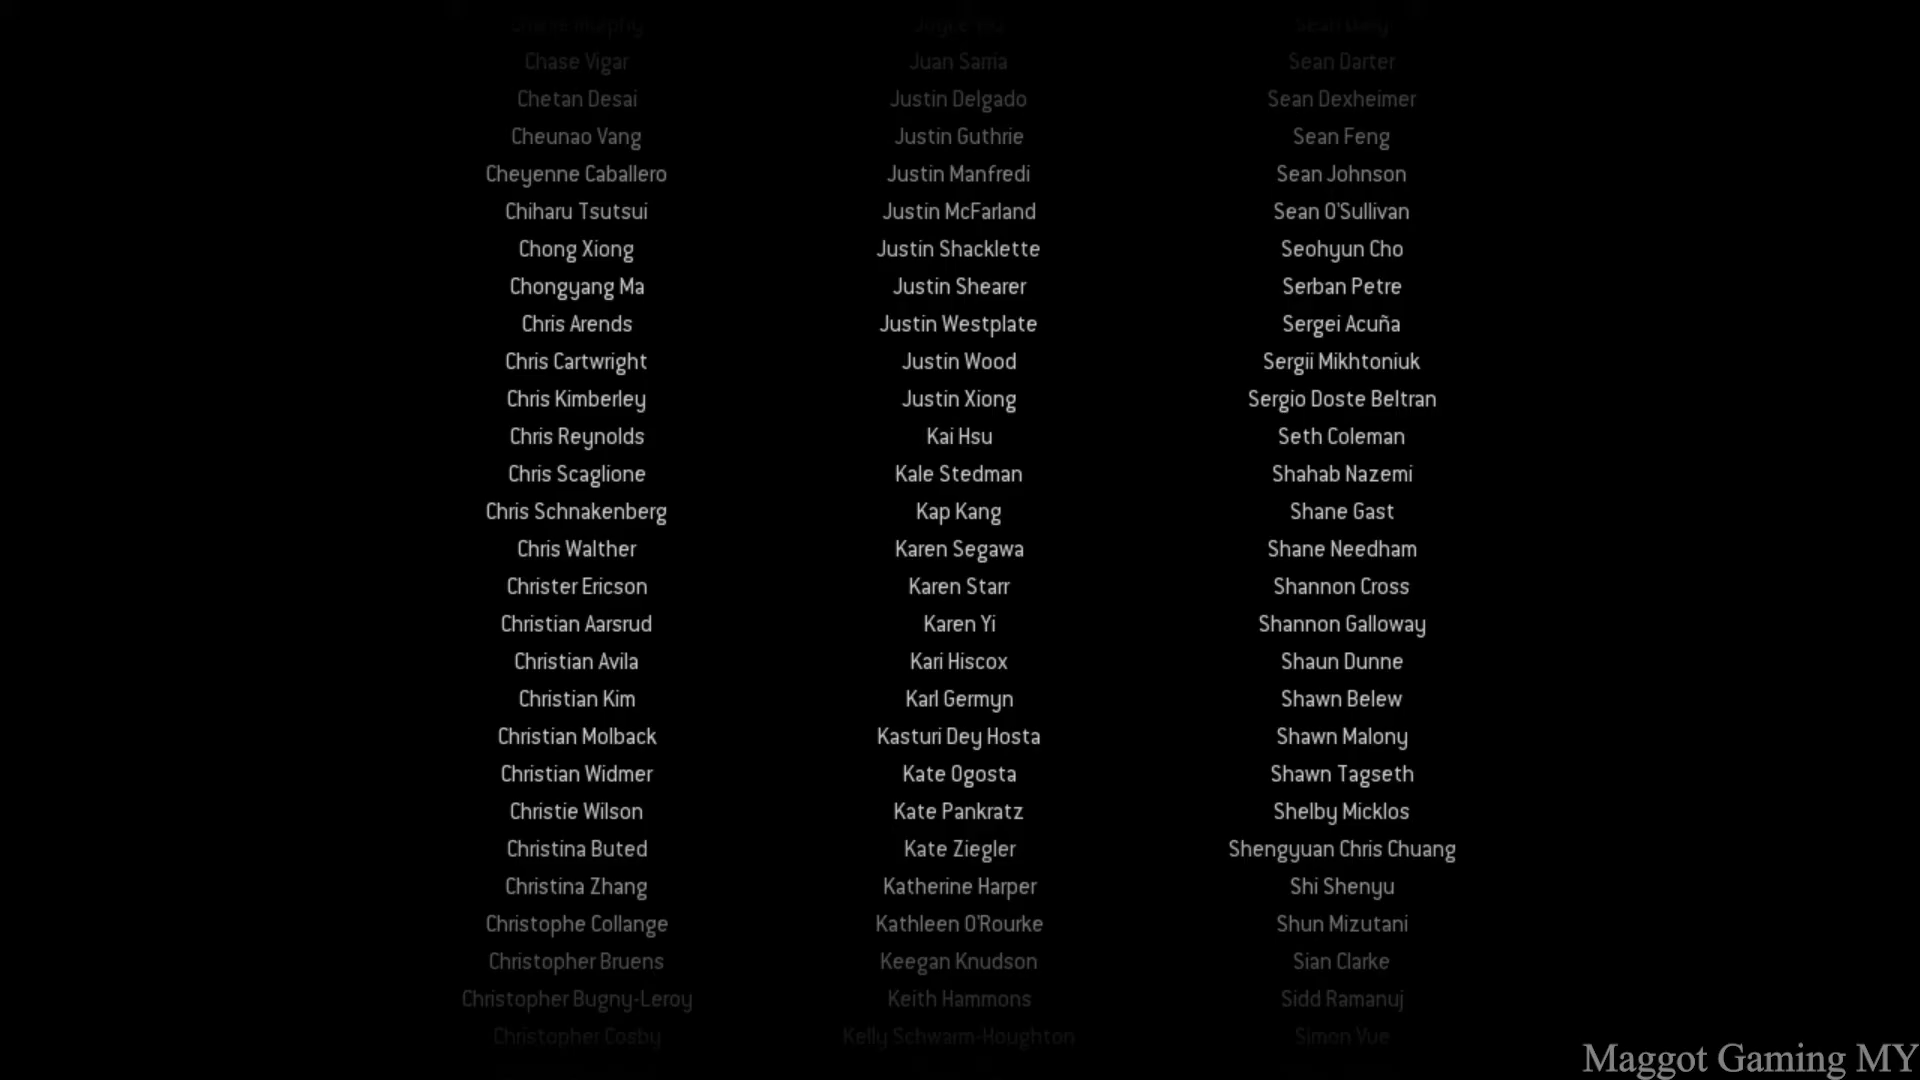 Chase Vigar
Chetan Desai
Cheunao Vang
Cheyenne Caballero
Chiharu Tsutsui
Chong Xiong
Chongyang Ma
Chris Arends
Chris Cartwright
Chris Kimberley
Chris Reynolds
Chris Scaglione
Chris Schnakenberg
Chris Walther
Christer Ericson
Christian Aarsrud
Christian Avila
Christian Kim
Christian Molback
Christian Widmer
Christie Wilson
Christina Buted
Christina Zhang
Christophe Collange
Christopher Bruens
Christopher Bugny-Leroy
Christopher Cosby
Juan Sarria
Justin Delgado
Justin Guthrie
Justin Manfredi
Justin McFarland
Justin Shacklette
Justin Shearer
Justin Westplate
Justin Wood
Justin Xiong
Kai Hsu
Kale Stedman
Kap Kang
Karen Segawa
Karen Starr
Karen Yi
Kari Hiscox
Karl Germyn
Kasturi Dey Hosta
Kate Ogosta
Kate Pankratz
Kate Ziegler
Katherine Harper
Kathleen O'Rourke
Keegan Knudson
Keith Hammons
Kelly Schwarm-Houghton
Sean Darter
Sean Dexheimer
Sean Feng
Sean Johnson
Sean O'Sullivan
Seohyun Cho
Serban Petre
Sergei Acuña
Sergii Mikhtoniuk
Sergio Doste Beltran
Seth Coleman
Shahab Nazemi
Shane Gast
Shane Needham
Shannon Cross
Shannon Galloway
Shaun Dunne
Shawn Belew
Shawn Malony
Shawn Tagseth
Shelby Micklos
Shengyuan Chris Chuang
Shi Shenyu
Shun Mizutani
Sian Clarke
Sidd Ramanuj
Simon Vue
Maggot Gaming MY